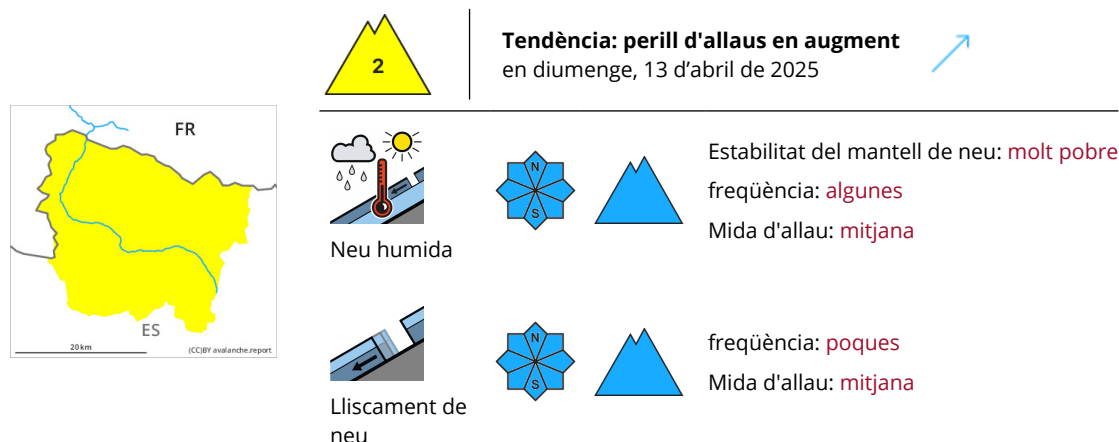 2
Tendència: perill d'allaus en augment
en diumenge, 13 d’abril de 2025
FR
ES
20 km
(CC)BY avalanche.report
Neu humida
N
S
Estabilitat del mantell de neu: molt pobre
freqüència: algunes
Mida d'allau: mitjana
Lliscament de
neu
N
S
freqüència: poques
Mida d'allau: mitjana